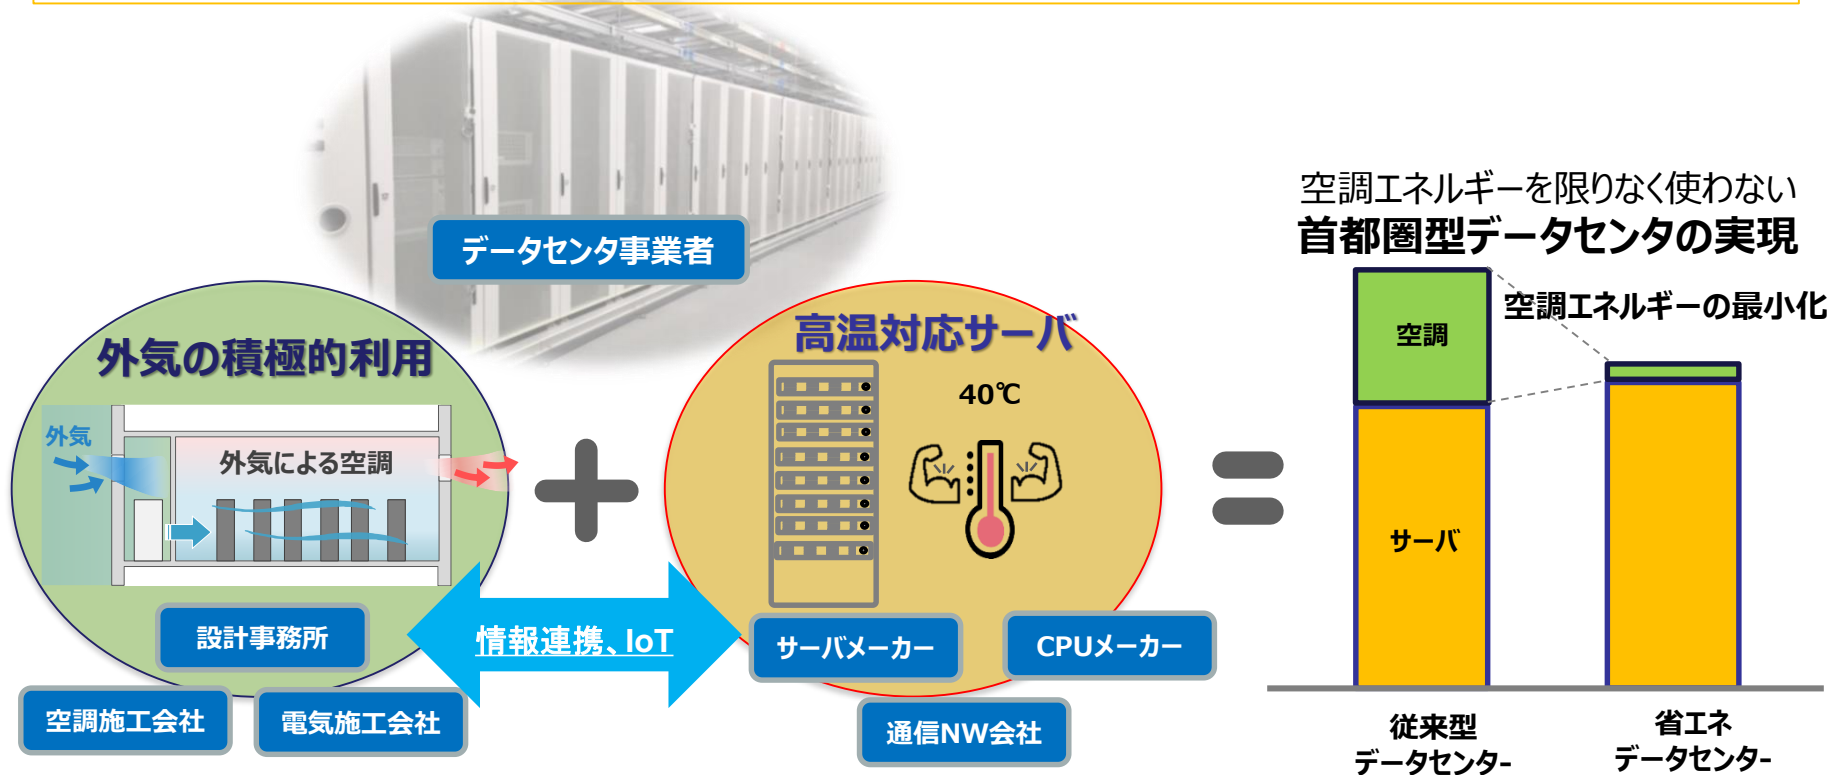 データセンタ事業者
外気の積極的利用
外気
外気による空調
設計事務所
空調施工会社
電気施工会社
情報連携、IoT
高温対応サーバ
40℃
サーバメーカー
CPUメーカー
通信NW会社
空調エネルギーを限りなく使わない
首都圏型データセンタの実現
空調エネルギーの最小化
空調
サーバ
従来型
データセンター
省エネ
データセンター